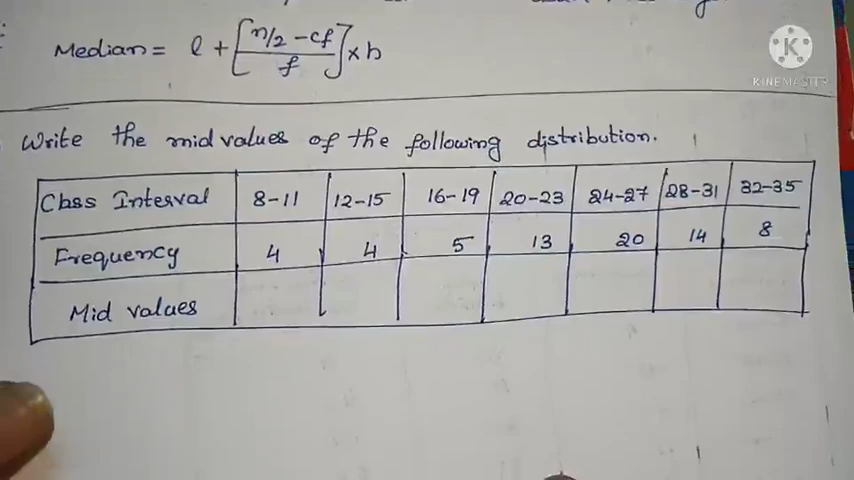 K
KINEMASTER
Median = l + [n/2 - cf / f] × h
Write the mid values of the following distribution.
Class Interval 8-11 12-15 16-19 20-23 24-27 28-31 32-35
Frequency 4 4 5 13 20 14 8
Mid values